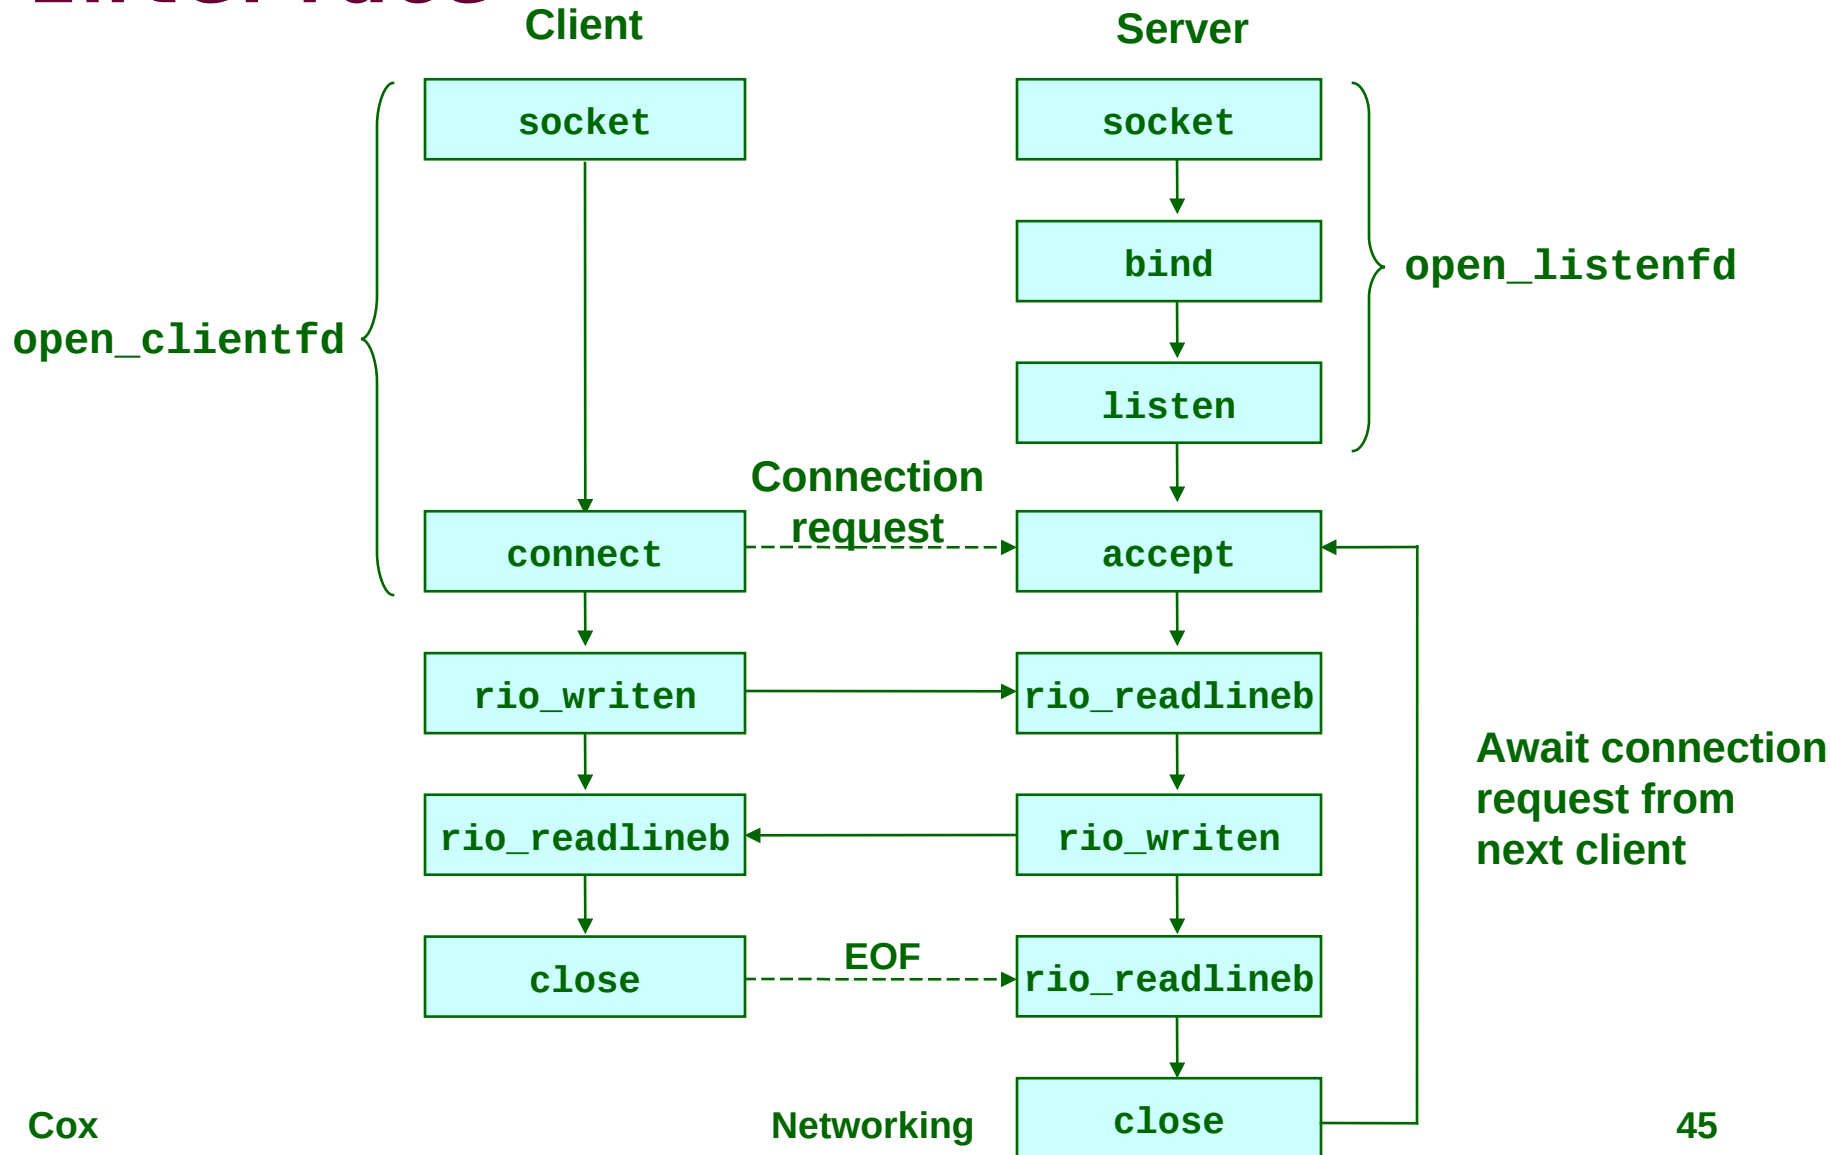 Client
Server
socket
socket
bind
open_listenfd
open_clientfd
listen
Connection
request
connect
accept
rio_writen
rio_readlineb
Await connection
request from
next client
rio_readlineb
rio_writen
EOF
close
rio_readlineb
close
Cox
Networking
45